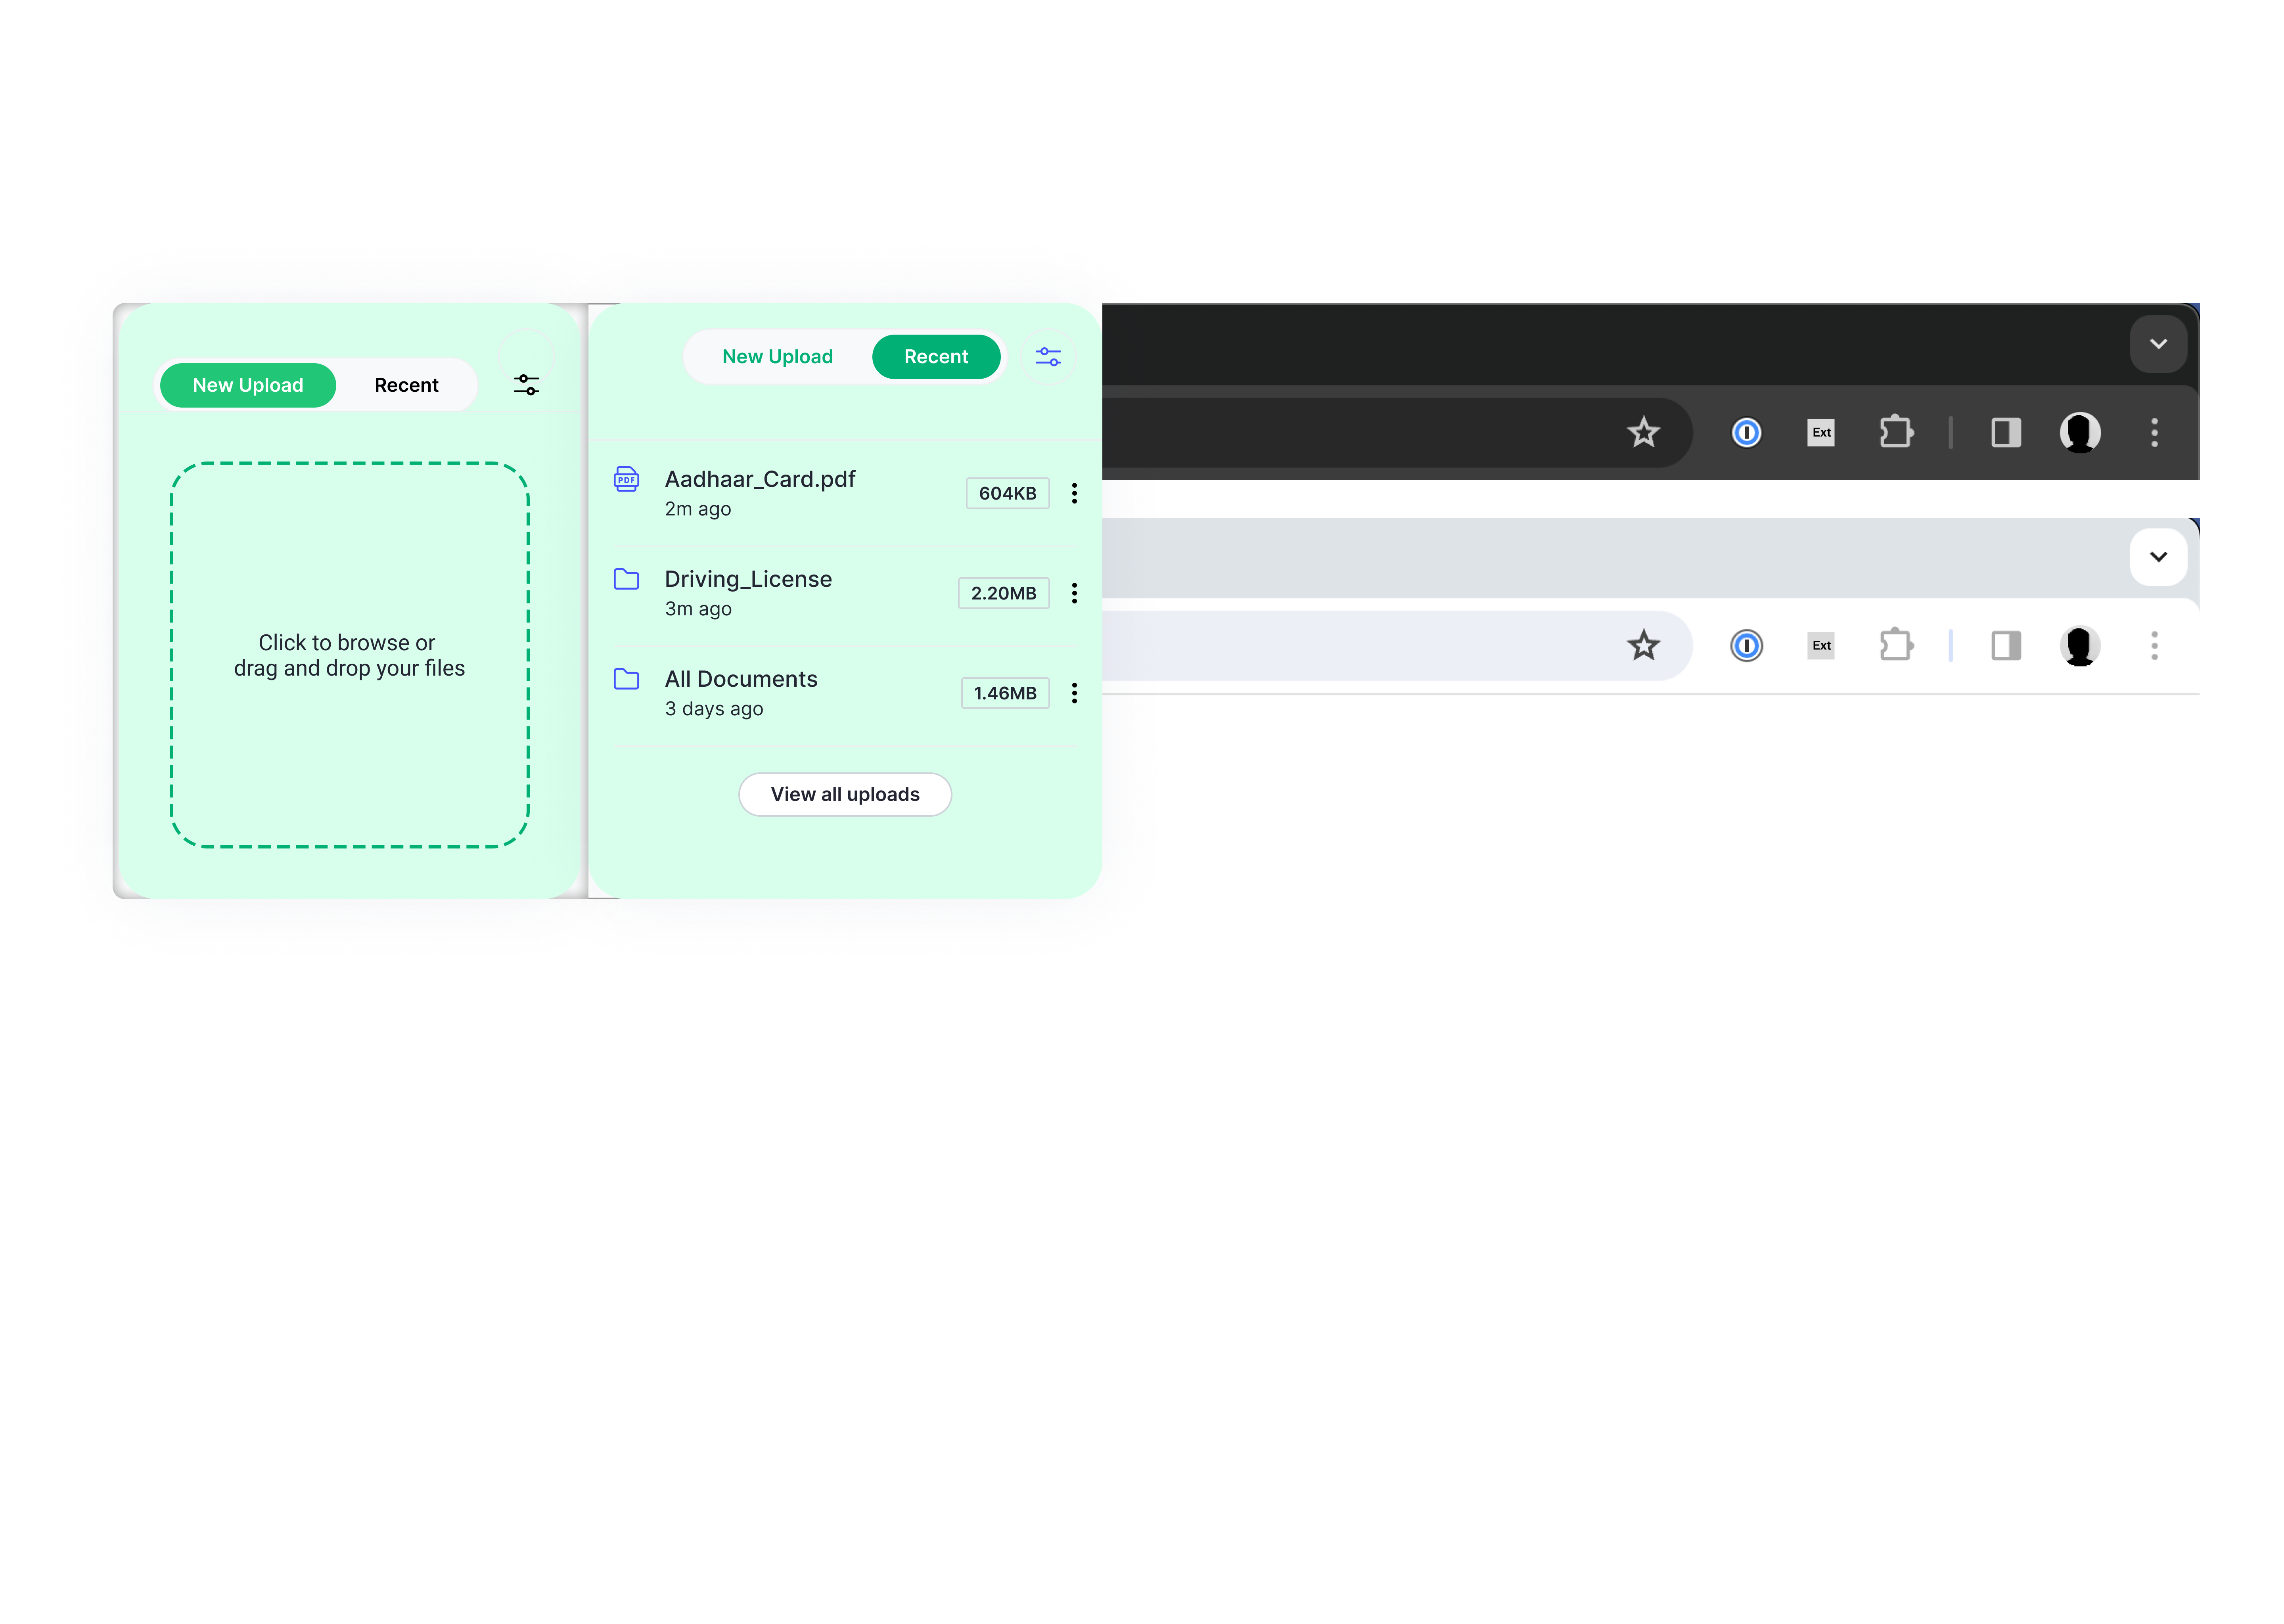 New Upload
Recent
Click to browse or
drag and drop your files
New Upload
Recent
PDF
Aadhaar_Card.pdf
2m ago
604KB
Driving_License
3m ago
2.20MB
All Documents
3 days ago
1.46MB
View all uploads
Ext
Ext